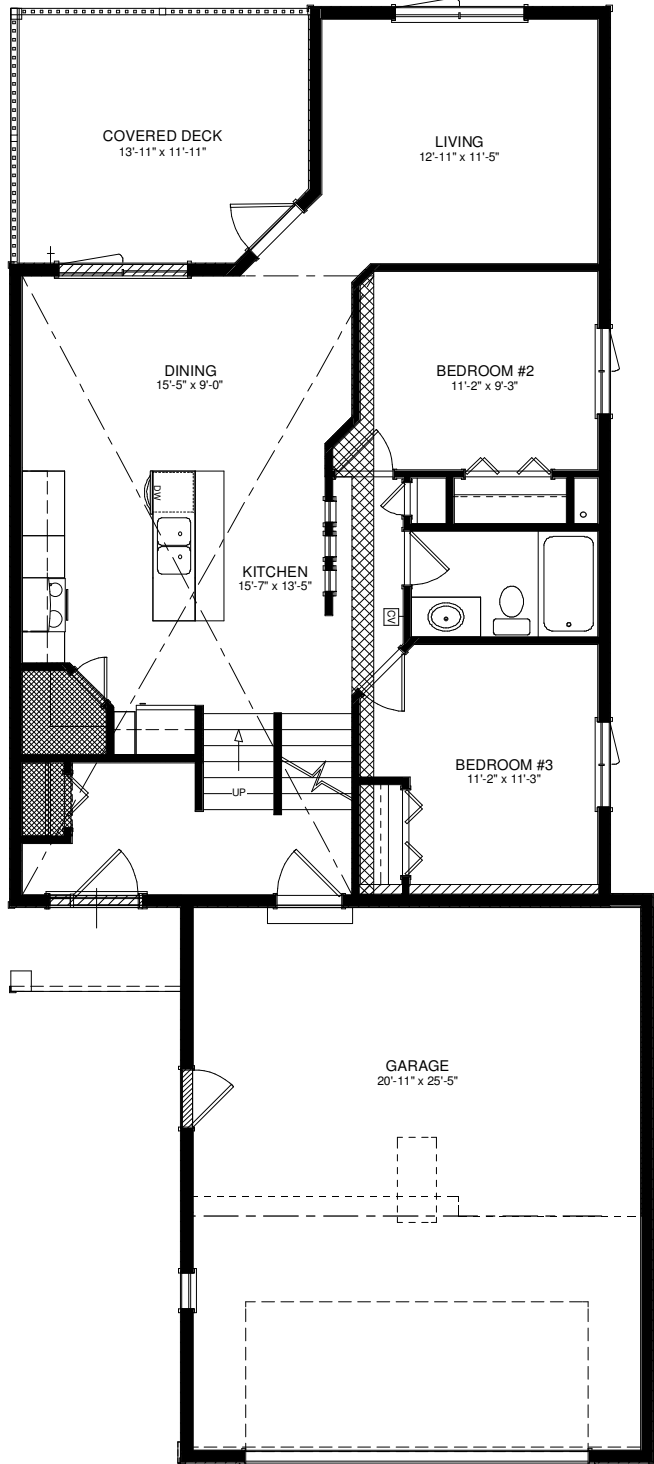 COVERED DECK
13'-11" x 11'-11"
LIVING
12'-11" x 11'-5"
DINING
15'-5" x 9'-0"
BEDROOM #2
11'-2" x 9'-3"
DW
KITCHEN
15'-7" x 13'-5"
CV
BEDROOM #3
11'-2" x 11'-3"
UP
GARAGE
20'-11" x 25'-5"